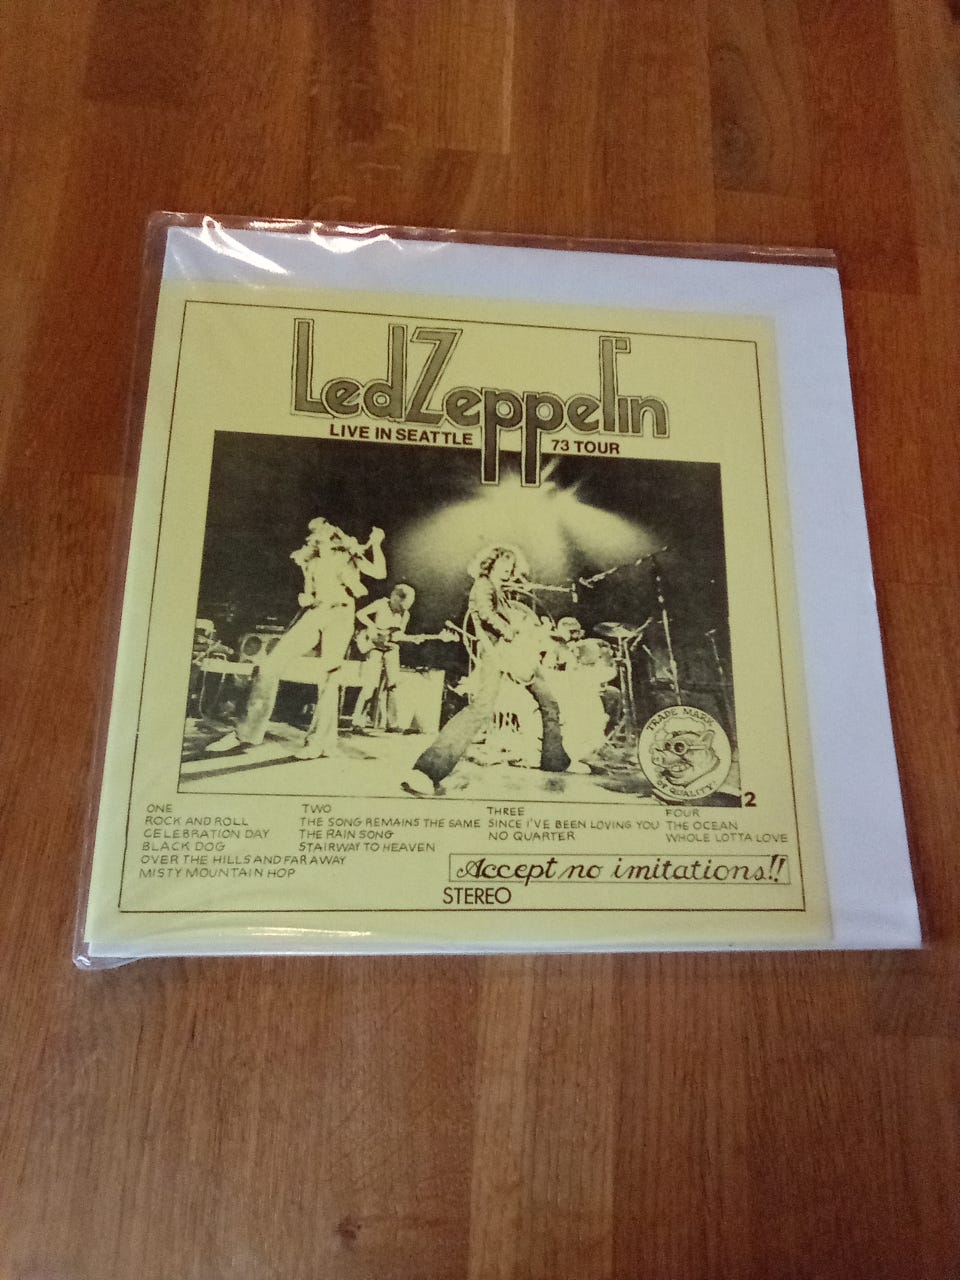 Led Zeppelin
LIVE IN SEATTLE 73 TOUR
TRADE MARK
OF QUALITY
2
ONE
ROCK AND ROLL
CELEBRATION DAY
BLACK DOG
OVER THE HILLS AND FAR AWAY
MISTY MOUNTAIN HOP
TWO
THE SONG REMAINS THE SAME
THE RAIN SONG
STAIRWAY TO HEAVEN
THREE
SINCE I'VE BEEN LOVING YOU
NO QUARTER
FOUR
THE OCEAN
WHOLE LOTTA LOVE
Accept no imitations!!
STEREO